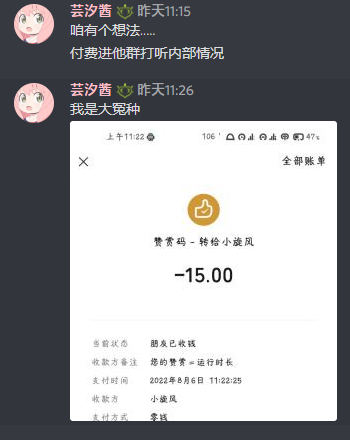 芸汐酱 昨天11:15
咱有个想法.....
付费进他群打听内部情况
芸汐酱 昨天11:26
我是大冤种
上午11:22
106 ' 47%
全部账单
赞赏码 - 转给小旋风
-15.00
当前状态 朋友已收钱
收款方备注 您的赞赏=运行时长
支付时间 2022年8月6日 11:22:25
收款方 小旋风
支付方式 零钱